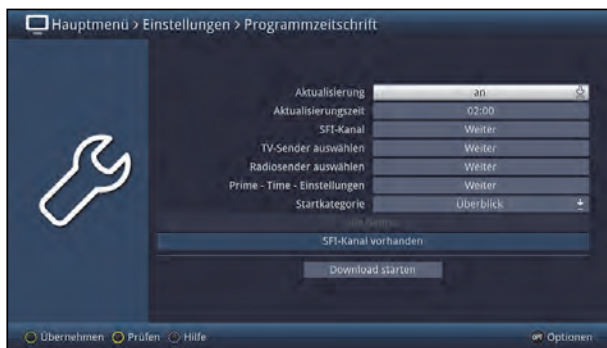 Hauptmenü > Einstellungen > Programmzeitschrift
Aktualisierung an
Aktualisierungszeit 02:00
SFI-Kanal Weiter
TV-Sender auswählen Weiter
Radiosender auswählen Weiter
Prime - Time - Einstellungen Weiter
Startkategorie Überblick
SFI-Kanal vorhanden
Download starten
Übernehmen Prüfen Hilfe Optionen